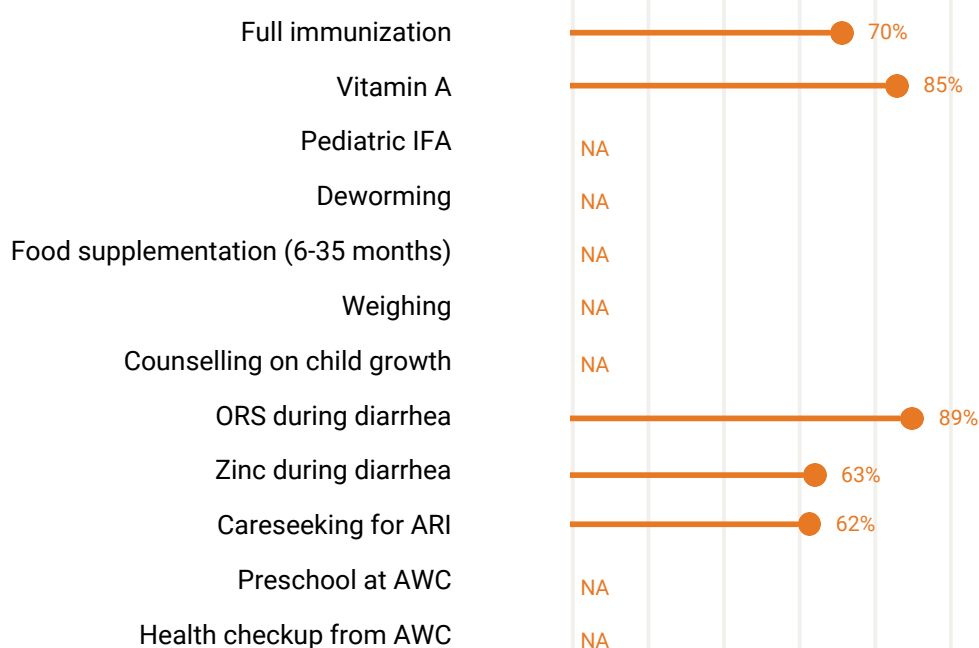 Full immunization 70%
Vitamin A 85%
Pediatric IFA NA
Deworming NA
Food supplementation (6-35 months) NA
Weighing NA
Counselling on child growth NA
ORS during diarrhea 89%
Zinc during diarrhea 63%
Careseeking for ARI 62%
Preschool at AWC NA
Health checkup from AWC NA